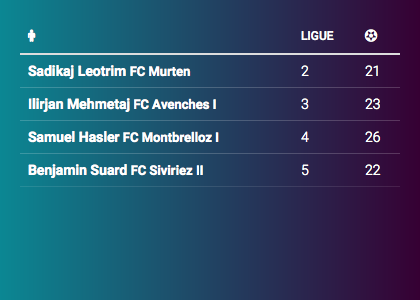 LIGUE
Sadikaj Leotrim FC Murten 2 21
Ilirjan Mehmetaj FC Avenches I 3 23
Samuel Hasler FC Montbrelloz I 4 26
Benjamin Suard FC Siviriez II 5 22